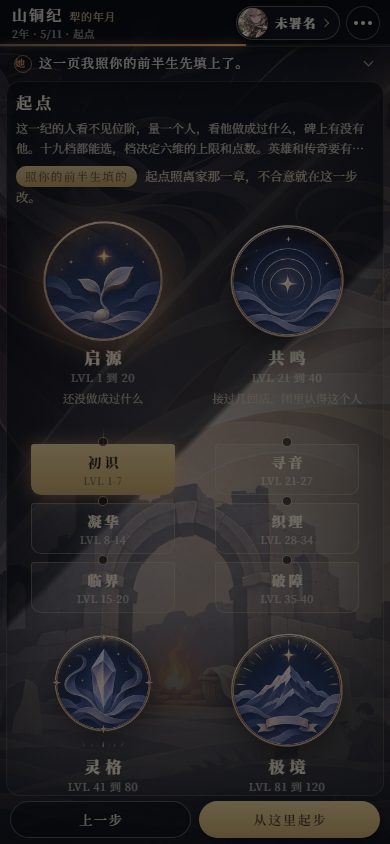 山铜纪 犁的年月
2年 · 5/11 · 起点
未署名
这一页我照你的前半生先填上了。
起点
这一纪的人看不见位阶，量一个人，看他做成过什么，碑上有没有
他。十九档都能选，档决定六维的上限和点数。英雄和传奇要有…
照你的前半生填的 起点照离家那一章，不合意就在这一步
改。
启源
LVL 1 到 20
还没做成过什么
共鸣
LVL 21 到 40
接过几回活，团里认得这个人
初识
LVL 1-7
寻音
LVL 21-27
凝华
LVL 8-14
织理
LVL 28-34
临界
LVL 15-20
破障
LVL 35-40
灵格
LVL 41 到 80
极境
LVL 81 到 120
上一步
从这里起步